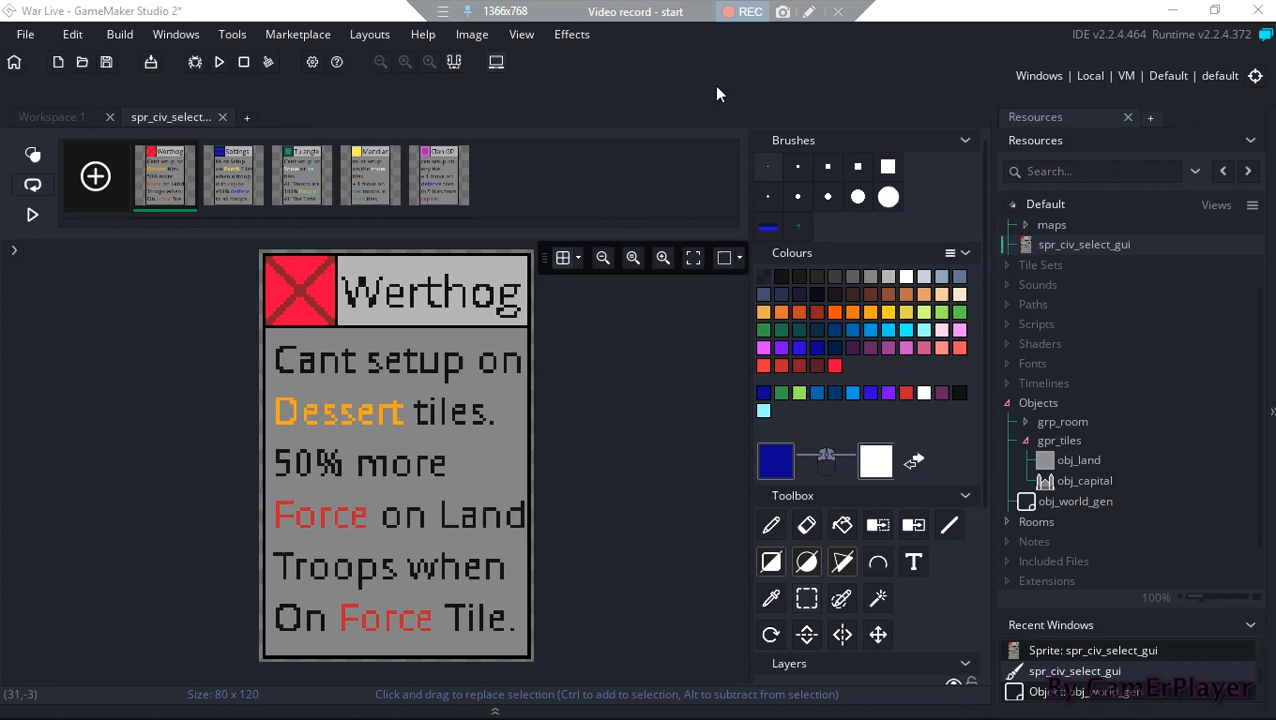 War Live - GameMaker Studio 2*
1366x768
Video record - start
REC
File Edit Build Windows Tools Marketplace Layouts Help Image View Effects
IDE v2.2.4.464 Runtime v2.2.4.372
Windows | Local | VM | Default | default
Workspace 1
spr_civ_select...
Resources
Werthog
Brushes
Resources
Search...
Default
Views
maps
spr_civ_select_gui
Werthog
Cant setup on
Dessert tiles.
50% more
Force on Land
Troops when
On Force Tile.
Colours
Tile Sets
Sounds
Paths
Scripts
Shaders
Fonts
Timelines
Objects
grp_room
gpr_tiles
obj_land
obj_capital
obj_world_gen
Toolbox
T
Rooms
Notes
Included Files
Extensions
100%
Recent Windows
Sprite: spr_civ_select_gui
Layers
spr_civ_select_gui
Object: obj_world_gen
By GamErPlayer
(31,-3)
Size: 80 x 120
Click and drag to replace selection (Ctrl to add to selection, Alt to subtract from selection)